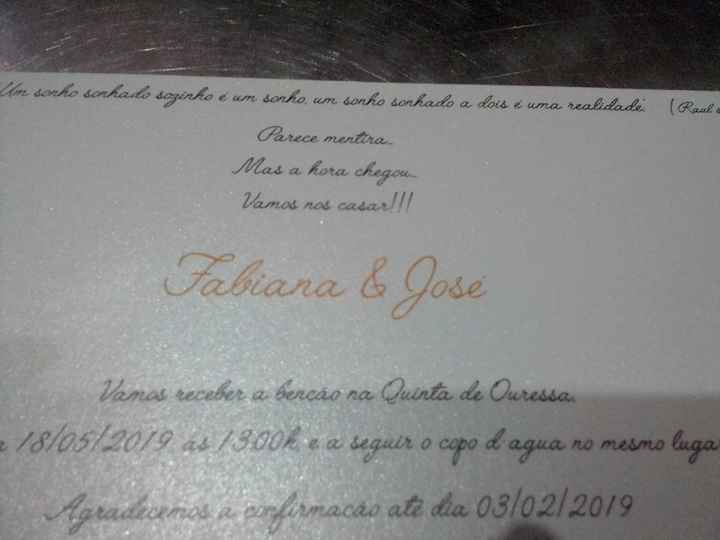 Um sonho sonhado sozinho é um sonho, um sonho sonhado a dois é uma realidade. (Raul
Parece mentira...
Mas a hora chegou...
Vamos nos casar!!!
Fabiana & José
Vamos receber a benção na Quinta de Ouressa,
18/05/2019 às 13:00h e a seguir o copo d agua no mesmo luga
Agradecemos a confirmação até dia 03/02/2019